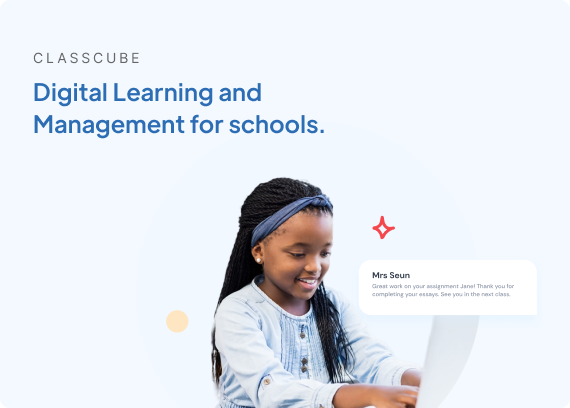 CLASSCUBE
Digital Learning and
Management for schools.
Mrs Seun
Great work on your assignment Jane! Thank you for
completing your essays. See you in the next class.